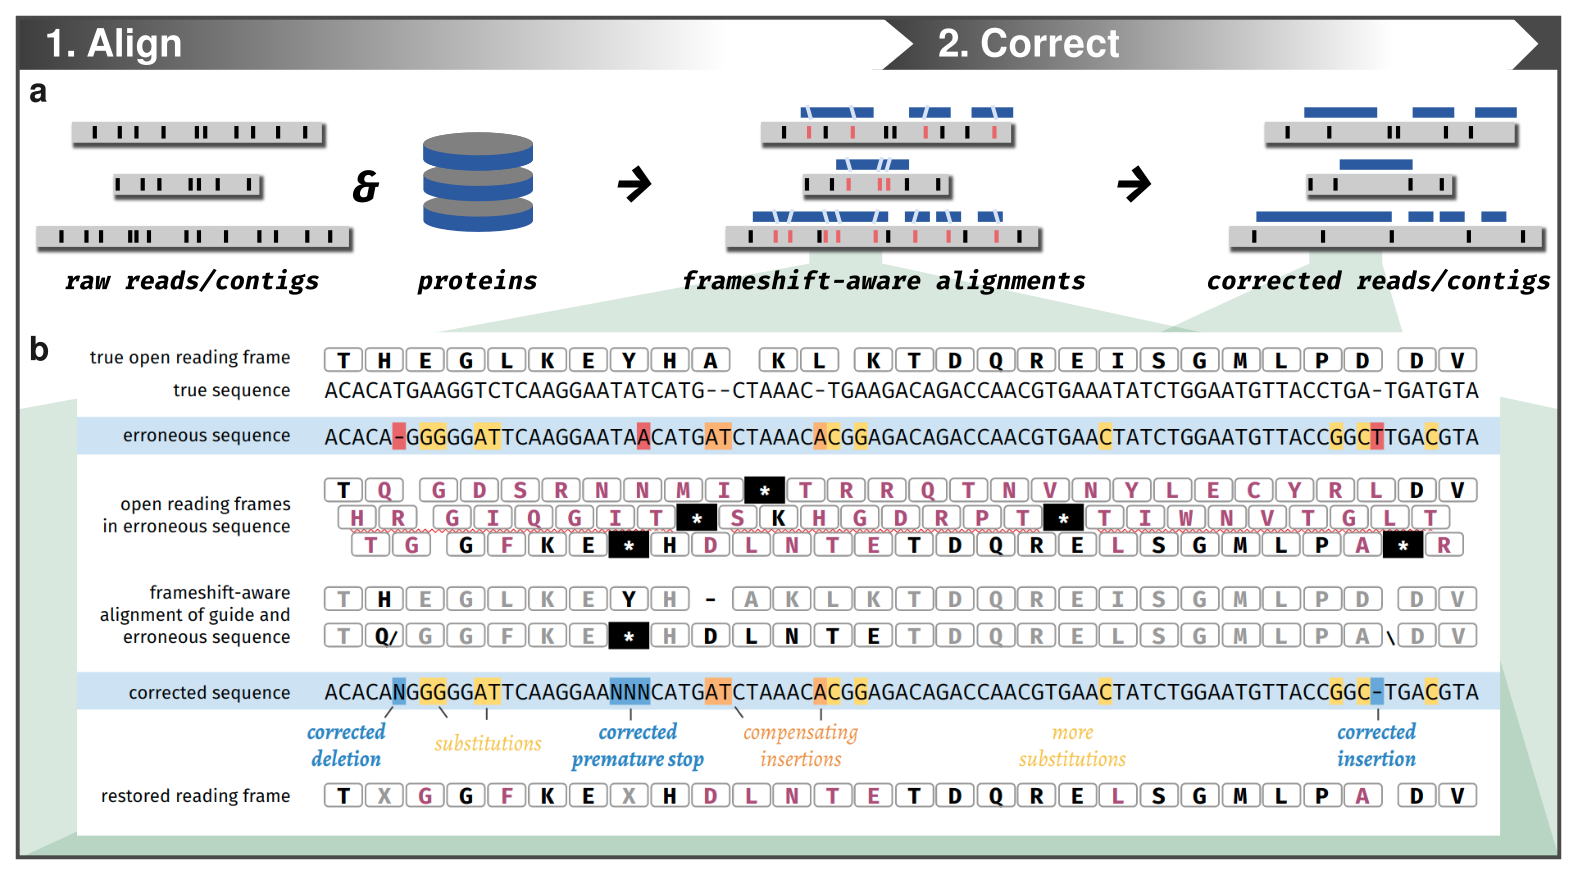 1. Align
2. Correct
a
&
→
→
raw reads/contigs
proteins
frameshift-aware alignments
corrected reads/contigs
b
true open reading frame
T H E G L K E Y H A K L K T D Q R E I S G M L P D D V
true sequence
ACACATGAAGGTCTCAAGGAATATCATG--CTAAAC-TGAAGACAGACCAACGTGAAATATCTGGAATGTTACCTGA-TGATGTA
erroneous sequence
ACACA-GGGGGGATTCAAGGAATAACATGATCTAAACACGGAGACAGACCAACGTGAACTATCTGGAATGTTACCGGCTTGACGTA
open reading frames
in erroneous sequence
T Q G D S R N N M I * T R R Q T N V N Y L E C Y R L D V
H R G I Q G I T * S K H G D R P T * T I W N V T G L T
T G G F K E * H D L N T E T D Q R E L S G M L P A * R
frameshift-aware
alignment of guide and
erroneous sequence
T H E G L K E Y H - A K L K T D Q R E I S G M L P D D V
T Q/ G G F K E * H D L N T E T D Q R E L S G M L P A \ D V
corrected sequence
ACACANGGGGGATTCAAGGAANNNCATGATCTAAACACGGAGACAGACCAACGTGAACTATCTGGAATGTTACCGGC-TGACGTA
corrected
deletion
substitutions
corrected
premature stop
compensating
insertions
more
substitutions
corrected
insertion
restored reading frame
T X G G F K E X H D L N T E T D Q R E L S G M L P A D V